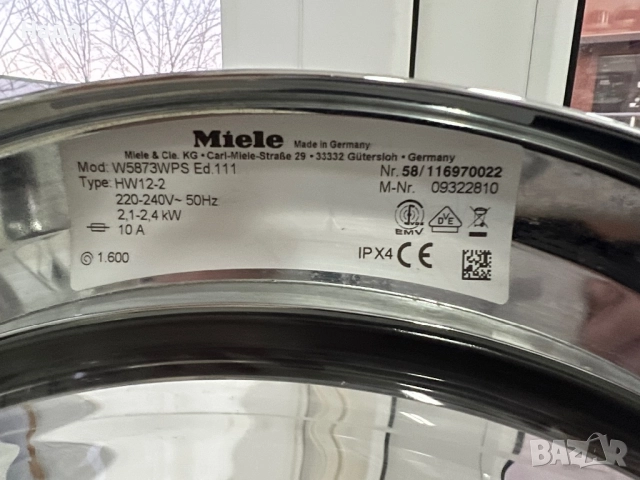 Miele Made in Germany
Miele & Cie. KG • Carl-Miele-Straße 29 • 33332 Gütersloh • Germany
Mod: W5873WPS Ed.111
Type: HW12-2
220-240V~ 50Hz
2,1-2,4 kW
10 A
1.600
Nr. 58/116970022
M-Nr. 09322810
EMV
VDE
IPX4 CE
BAZAR